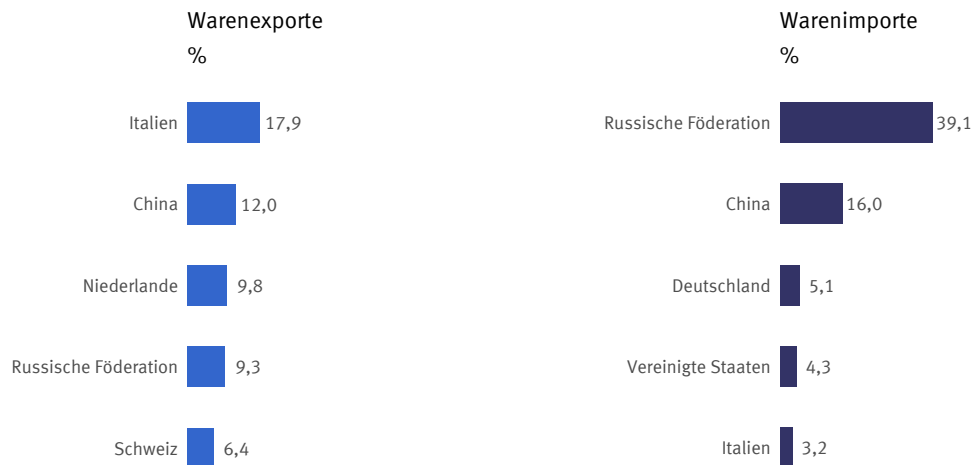 Warenexporte
%
Italien 17,9
China 12,0
Niederlande 9,8
Russische Föderation 9,3
Schweiz 6,4
Warenimporte
%
Russische Föderation 39,1
China 16,0
Deutschland 5,1
Vereinigte Staaten 4,3
Italien 3,2